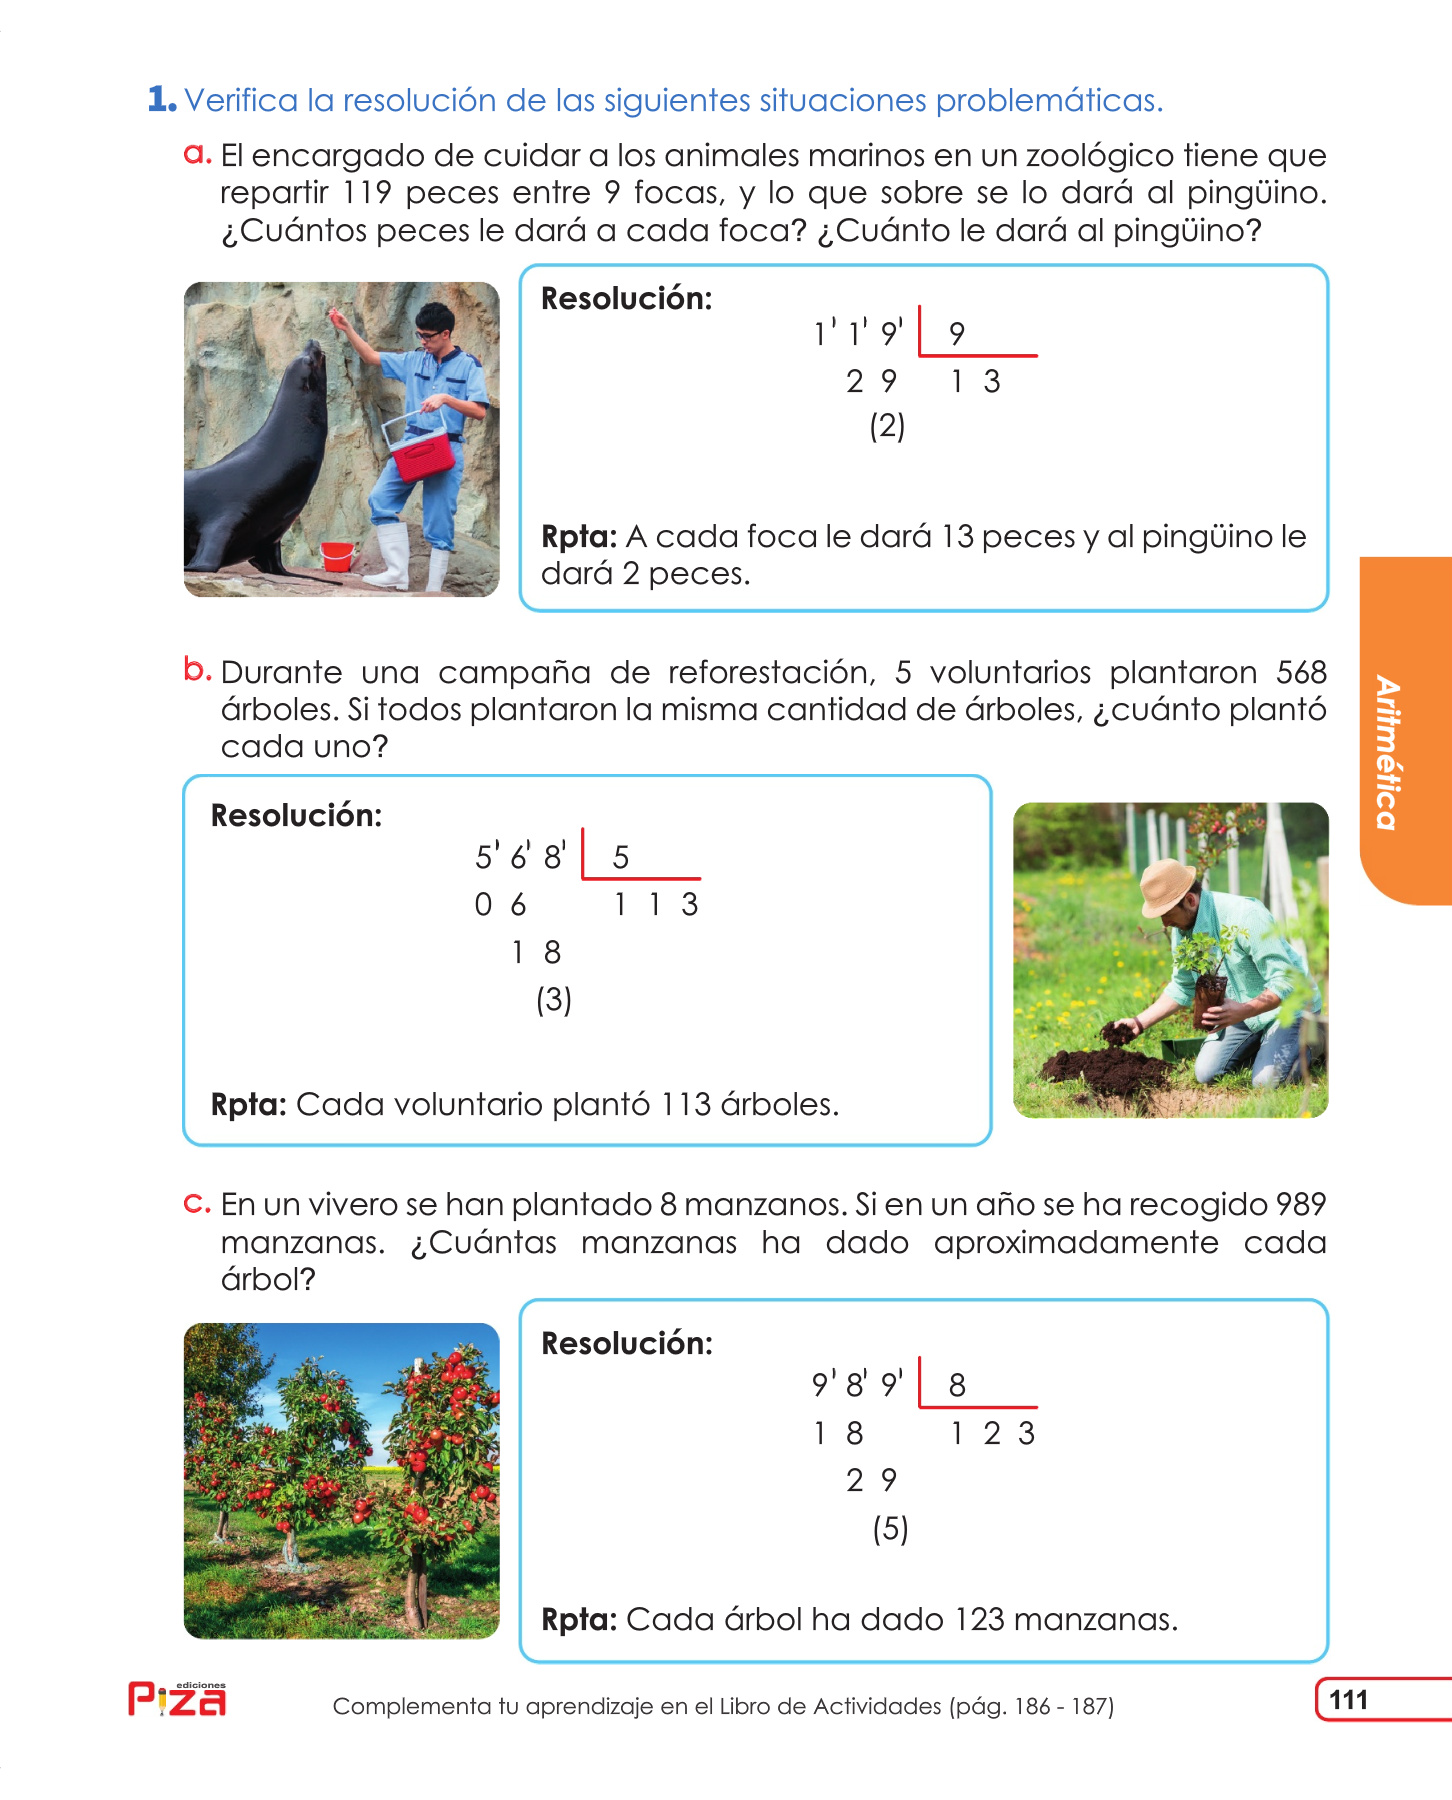 1. Verifica la resolución de las siguientes situaciones problemáticas.
a. El encargado de cuidar a los animales marinos en un zoológico tiene que
repartir 119 peces entre 9 focas, y lo que sobre se lo dará al pingüino.
¿Cuántos peces le dará a cada foca? ¿Cuánto le dará al pingüino?
Resolución:
1' 1' 9' 9
2 9 1 3
(2)
Rpta: A cada foca le dará 13 peces y al pingüino le
dará 2 peces.
b. Durante una campaña de reforestación, 5 voluntarios plantaron 568
árboles. Si todos plantaron la misma cantidad de árboles, ¿cuánto plantó
cada uno?
Resolución:
5' 6' 8' 5
0 6 1 1 3
1 8
(3)
Rpta: Cada voluntario plantó 113 árboles.
Aritmética
c. En un vivero se han plantado 8 manzanos. Si en un año se ha recogido 989
manzanas. ¿Cuántas manzanas ha dado aproximadamente cada
árbol?
Resolución:
9' 8' 9' 8
1 8 1 2 3
2 9
(5)
Rpta: Cada árbol ha dado 123 manzanas.
ediciones
Piza
Complementa tu aprendizaje en el Libro de Actividades (pág. 186 - 187)
111